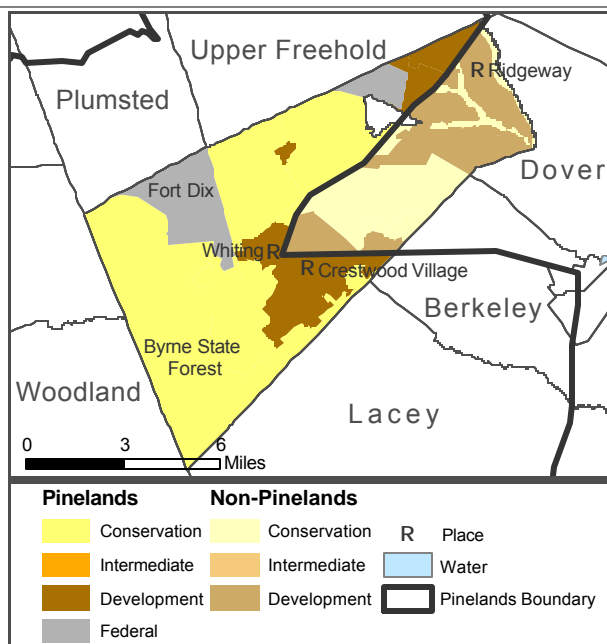 Upper Freehold
Plumsted
R Ridgeway
Dover
Fort Dix
Whiting R
R Crestwood Village
Berkeley
Byrne State
Forest
Woodland
Lacey
0 3 6
Miles
Pinelands Non-Pinelands
Conservation Conservation R Place
Intermediate Intermediate Water
Development Development Pinelands Boundary
Federal